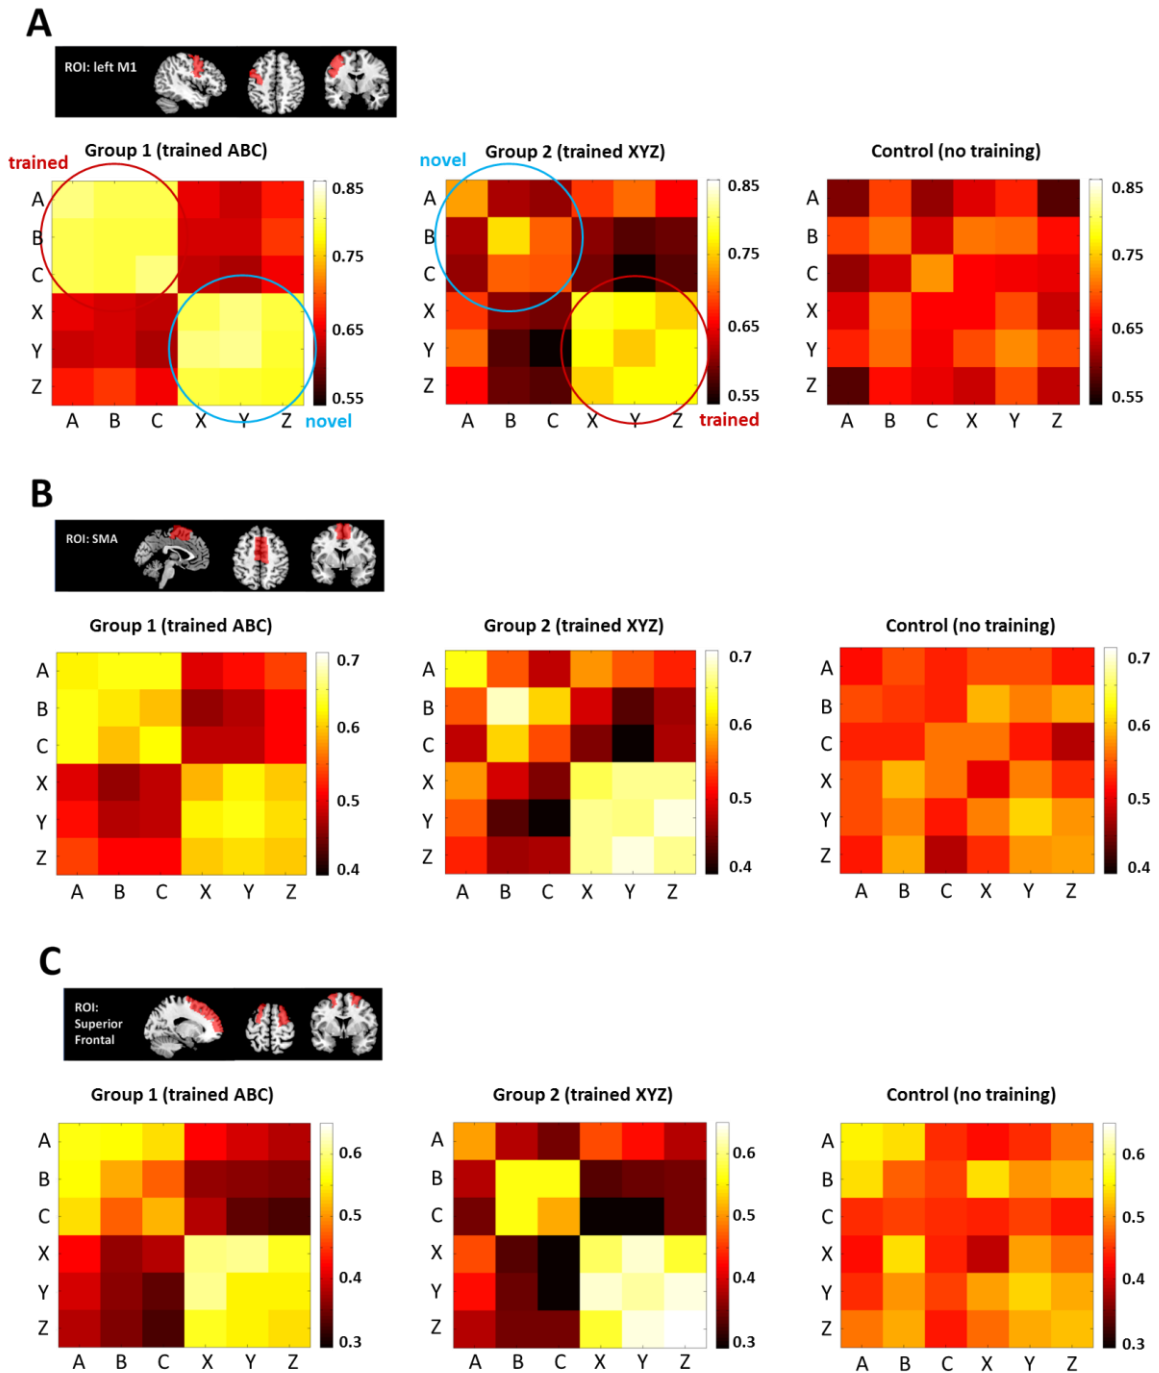 A
ROI: left M1
Group 1 (trained ABC)
Group 2 (trained XYZ)
Control (no training)
trained
novel
A
B
C
X
Y
Z
A B C X Y Z
0.85
0.75
0.65
0.55
novel
A
B
C
X
Y
Z
A B C X Y Z
0.85
0.75
0.65
0.55
trained
A
B
C
X
Y
Z
A B C X Y Z
0.85
0.75
0.65
0.55
B
ROI: SMA
Group 1 (trained ABC)
Group 2 (trained XYZ)
Control (no training)
A
B
C
X
Y
Z
A B C X Y Z
0.7
0.6
0.5
0.4
A
B
C
X
Y
Z
A B C X Y Z
0.7
0.6
0.5
0.4
A
B
C
X
Y
Z
A B C X Y Z
0.7
0.6
0.5
0.4
C
ROI:
Superior
Frontal
Group 1 (trained ABC)
Group 2 (trained XYZ)
Control (no training)
A
B
C
X
Y
Z
A B C X Y Z
0.6
0.5
0.4
0.3
A
B
C
X
Y
Z
A B C X Y Z
0.6
0.5
0.4
0.3
A
B
C
X
Y
Z
A B C X Y Z
0.6
0.5
0.4
0.3